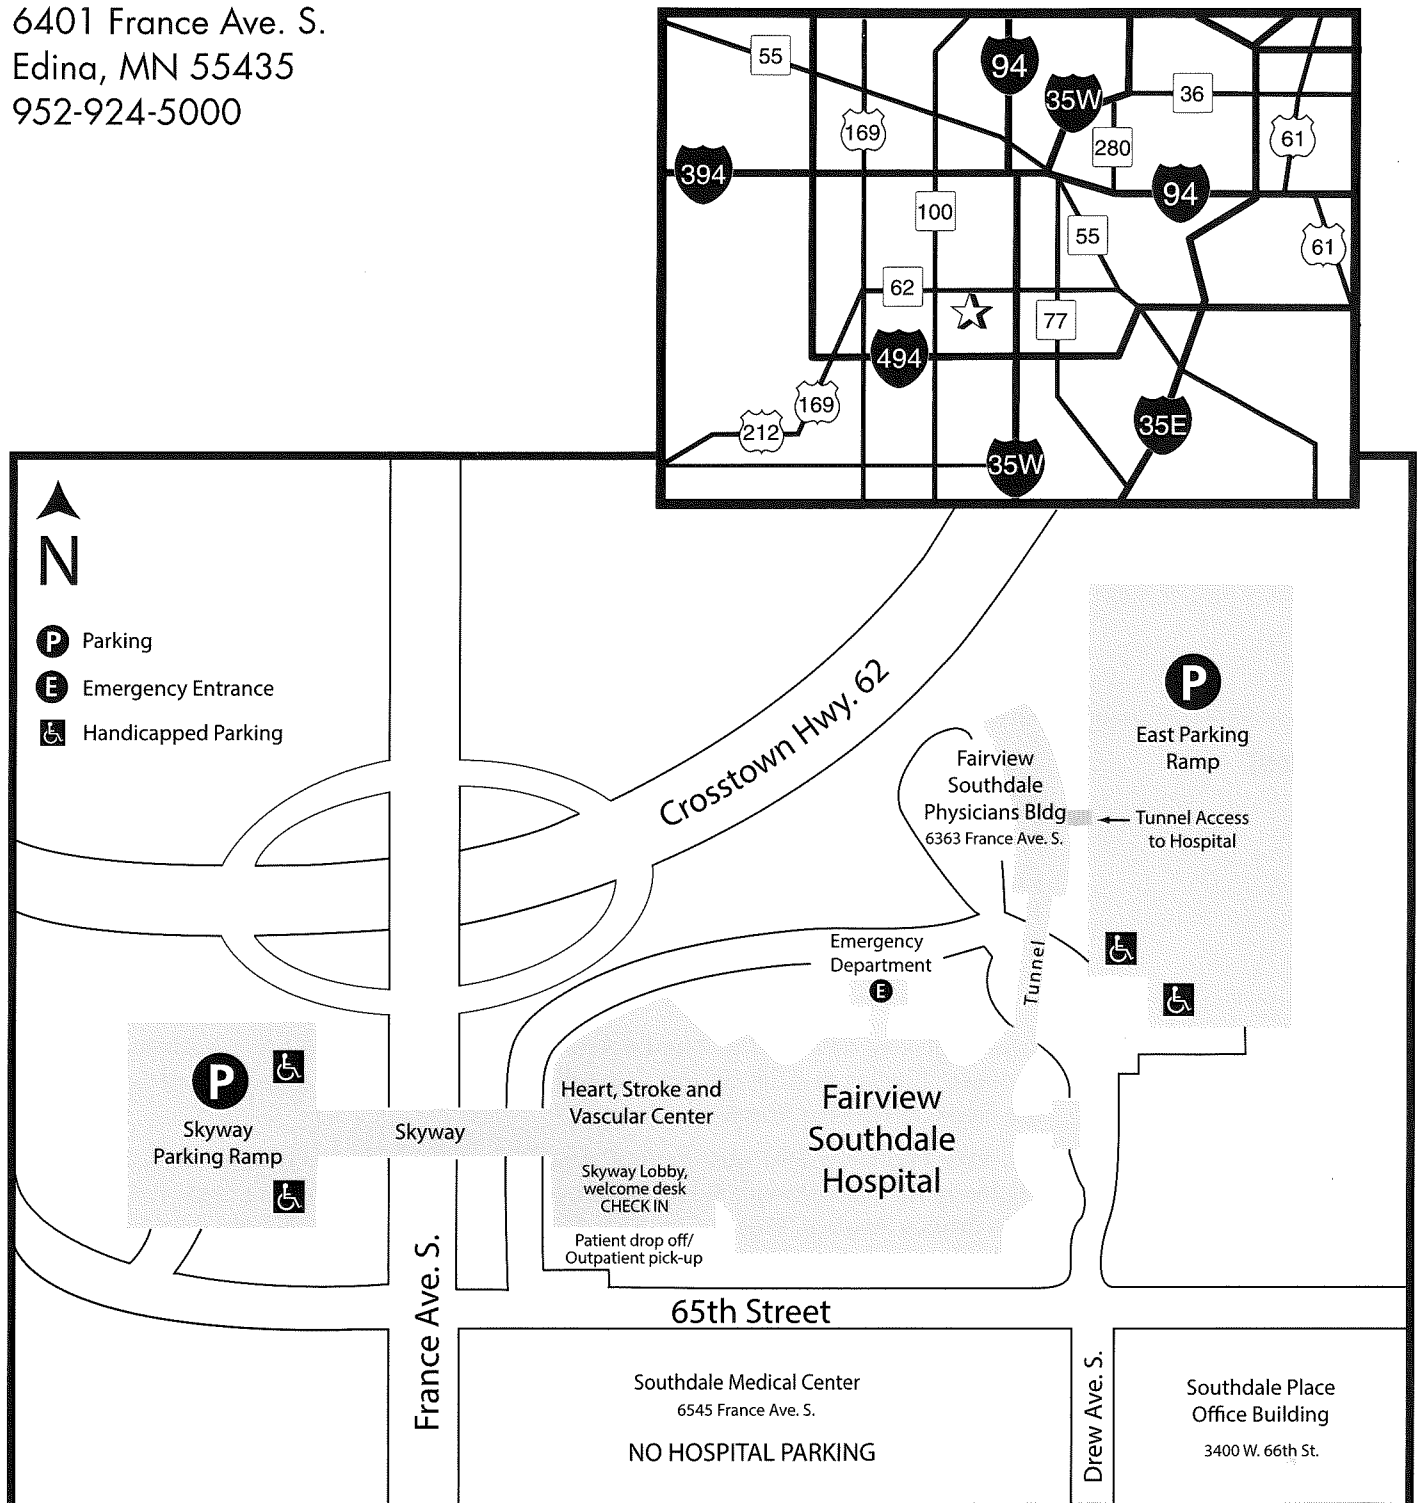 6401 France Ave. S.
Edina, MN 55435
952-924-5000
55
94
35W
36
169
280
61
394
94
100
55
61
62
77
494
169
212
35E
35W
N
P Parking
E Emergency Entrance
Handicapped Parking
Crosstown Hwy. 62
P
East Parking
Ramp
Fairview
Southdale
Physicians Bldg
6363 France Ave. S.
Tunnel Access
to Hospital
Tunnel
Emergency
Department
E
P
Skyway
Parking Ramp
Skyway
Heart, Stroke and
Vascular Center
Skyway Lobby,
welcome desk
CHECK IN
Patient drop off/
Outpatient pick-up
Fairview
Southdale
Hospital
France Ave. S.
65th Street
Southdale Medical Center
6545 France Ave. S.
NO HOSPITAL PARKING
Drew Ave. S.
Southdale Place
Office Building
3400 W. 66th St.